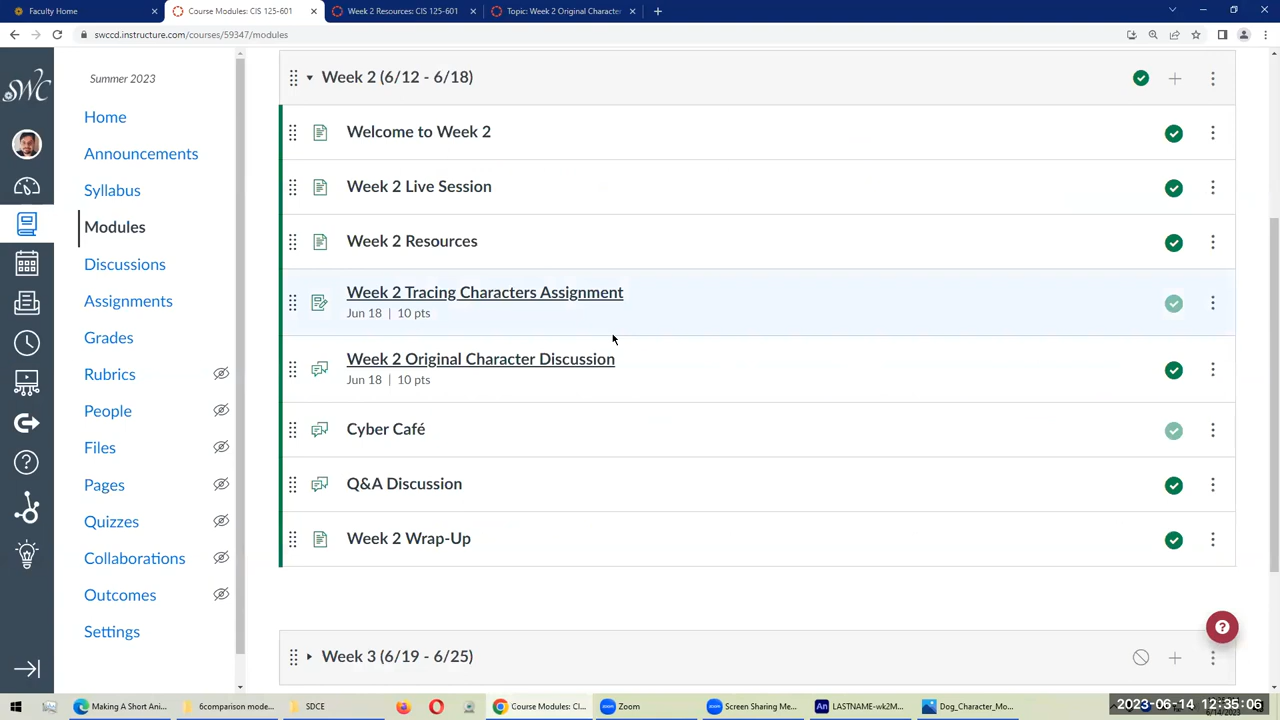 Faculty Home
Course Modules: CIS 125-601
Week 2 Resources: CIS 125-601
Topic: Week 2 Original Character
swccd.instructure.com/courses/59347/modules
SWC
Summer 2023
Home
Announcements
Syllabus
Modules
Discussions
Assignments
Grades
Rubrics
People
Files
Pages
Quizzes
Collaborations
Outcomes
Settings
Week 2 (6/12 - 6/18)
Welcome to Week 2
Week 2 Live Session
Week 2 Resources
Week 2 Tracing Characters Assignment
Jun 18 | 10 pts
Week 2 Original Character Discussion
Jun 18 | 10 pts
Cyber Café
Q&A Discussion
Week 2 Wrap-Up
Week 3 (6/19 - 6/25)
Making A Short Ani...
6comparison mode...
SDCE
Course Modules: CI...
Zoom
Screen Sharing Me...
An LASTNAME-wk2M...
Dog_Character_Mo...
2023-06-14 12:35:06